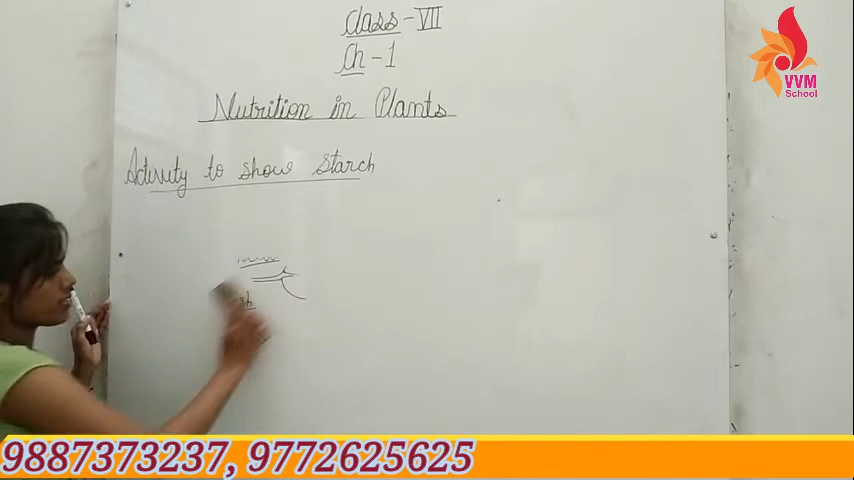 Class - VII
Ch - 1
Nutrition in Plants
Activity to show Starch
VVM
School
9887373237, 9772625625